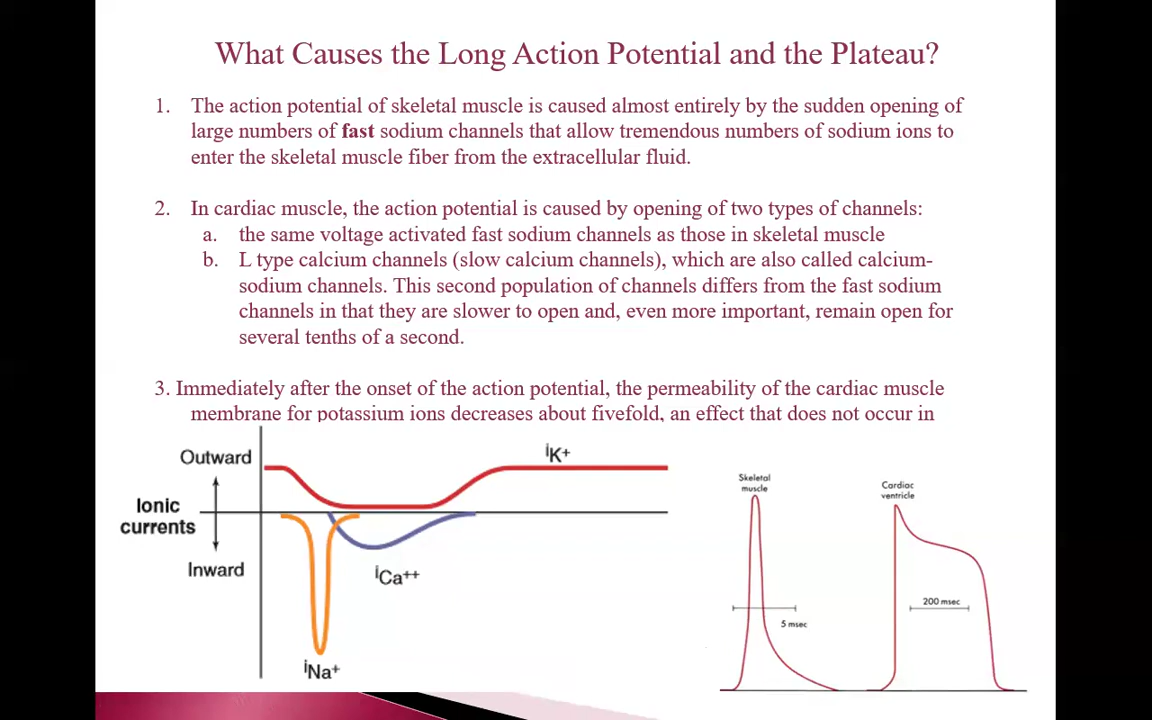 What Causes the Long Action Potential and the Plateau?
1. The action potential of skeletal muscle is caused almost entirely by the sudden opening of
large numbers of fast sodium channels that allow tremendous numbers of sodium ions to
enter the skeletal muscle fiber from the extracellular fluid.
2. In cardiac muscle, the action potential is caused by opening of two types of channels:
a. the same voltage activated fast sodium channels as those in skeletal muscle
b. L type calcium channels (slow calcium channels), which are also called calcium-
sodium channels. This second population of channels differs from the fast sodium
channels in that they are slower to open and, even more important, remain open for
several tenths of a second.
3. Immediately after the onset of the action potential, the permeability of the cardiac muscle
membrane for potassium ions decreases about fivefold, an effect that does not occur in
Outward
Ionic
currents
Inward
iK+
iCa++
iNa+
Skeletal
muscle
5 msec
Cardiac
ventricle
200 msec